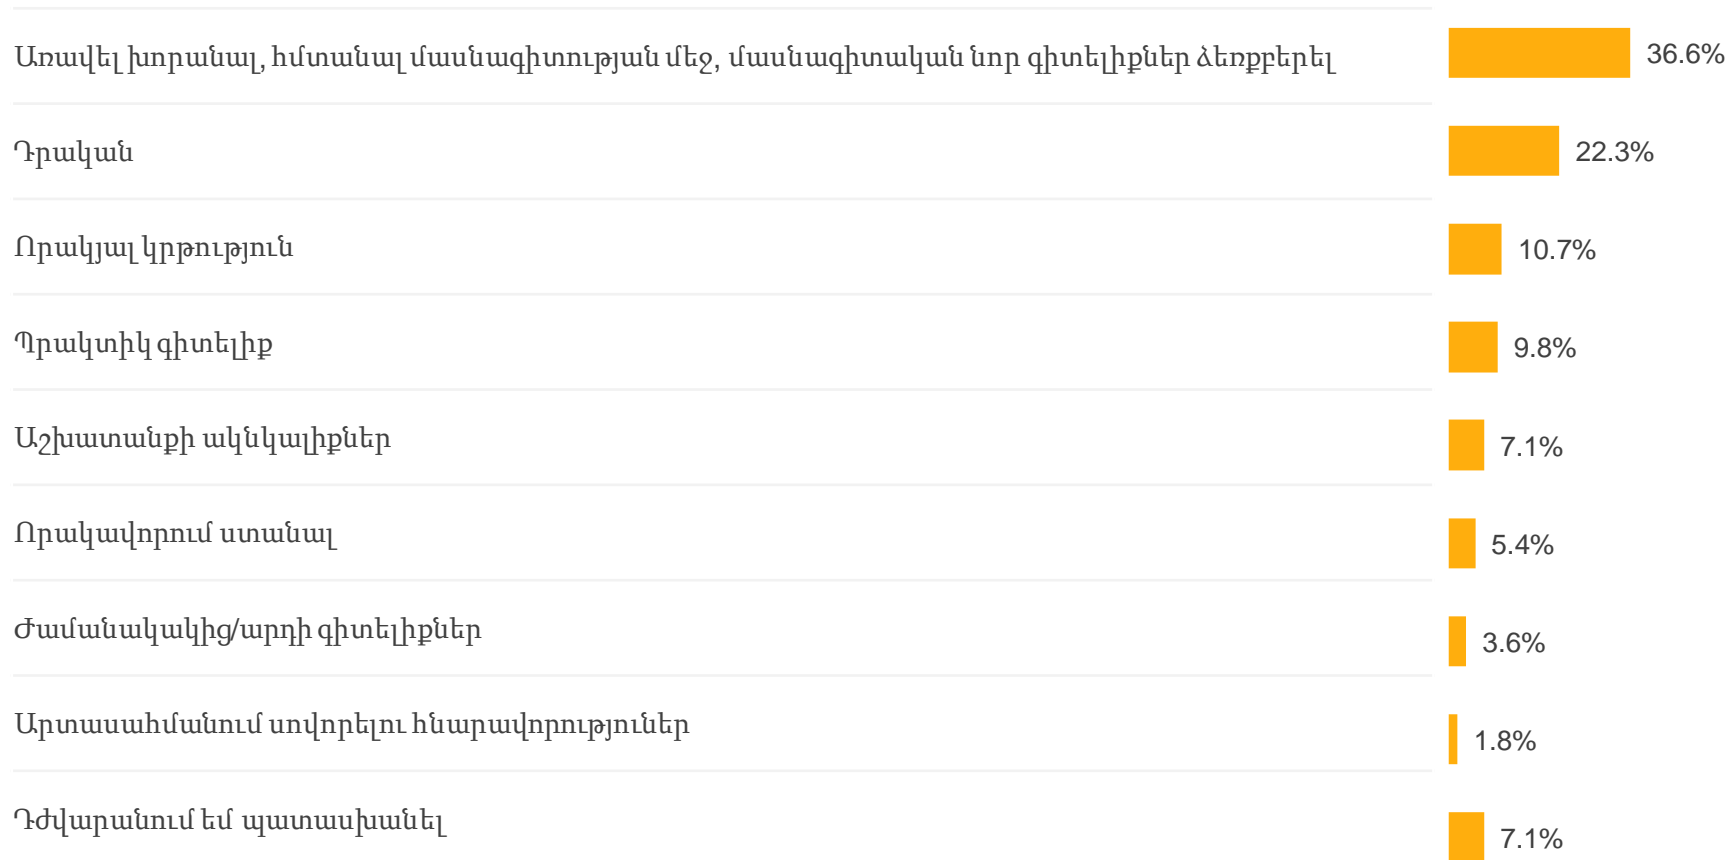 Առավել խորանալ, հմտանալ մասնագիտության մեջ, մասնագիտական նոր գիտելիքներ ձեռքբերել 36.6%
Դրական 22.3%
Որակյալ կրթություն 10.7%
Պրակտիկ գիտելիք 9.8%
Աշխատանքի ակնկալիքներ 7.1%
Որակավորում ստանալ 5.4%
Ժամանակակից/արդի գիտելիքներ 3.6%
Արտասահմանում սովորելու հնարավորություներ 1.8%
Դժվարանում եմ պատասխանել 7.1%